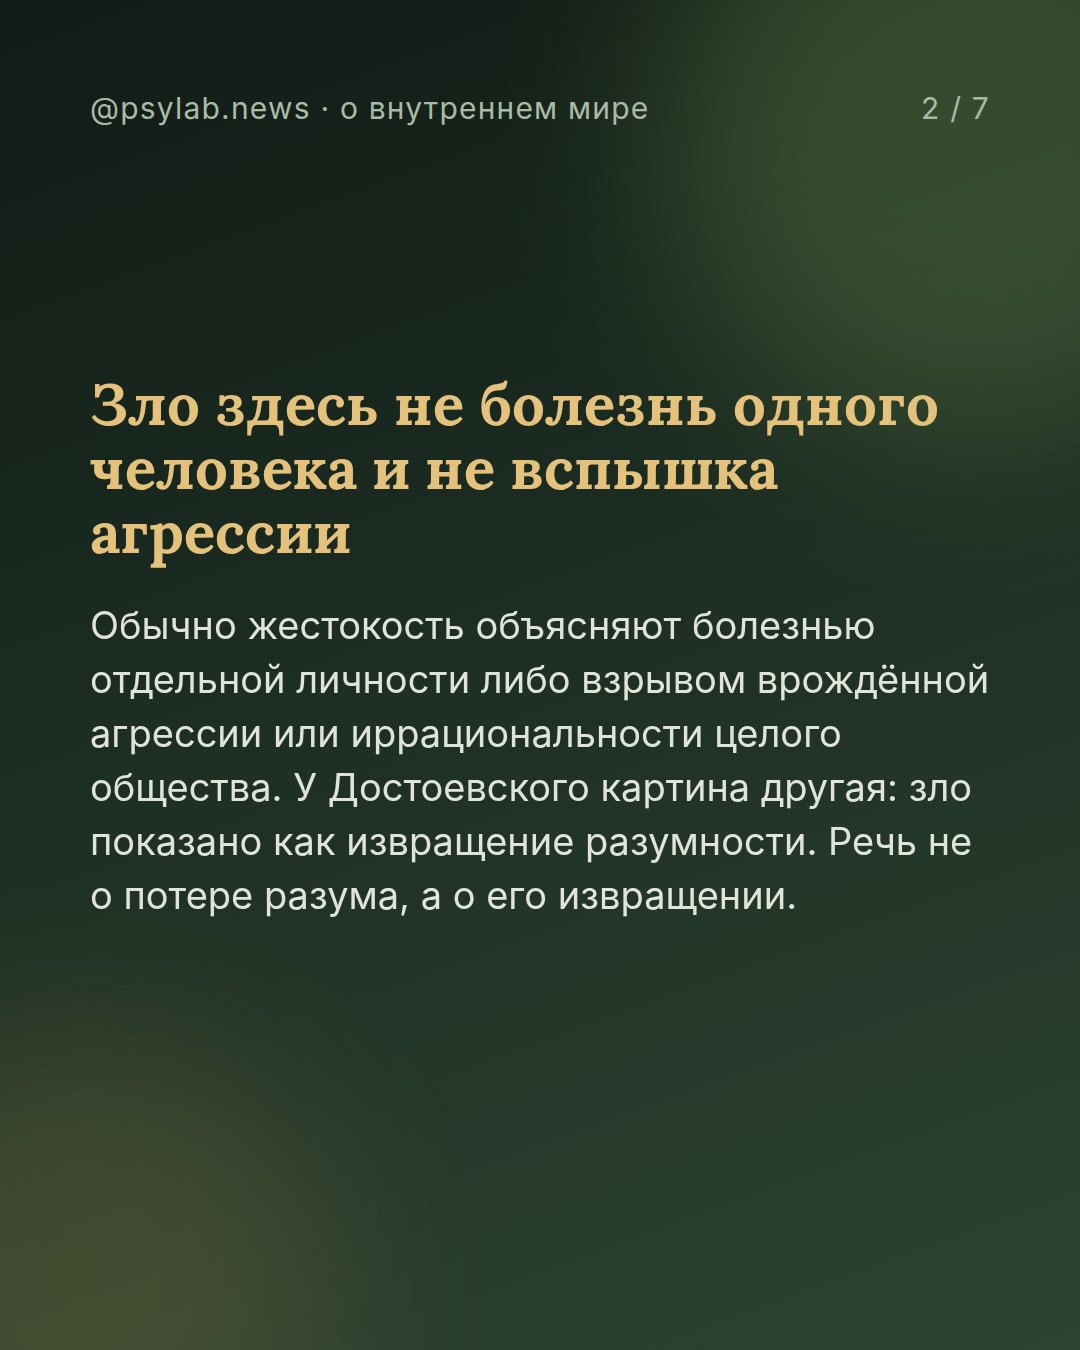 @psylab.news · о внутреннем мире
2 / 7
Зло здесь не болезнь одного
человека и не вспышка
агрессии
Обычно жестокость объясняют болезнью
отдельной личности либо взрывом врождённой
агрессии или иррациональности целого
общества. У Достоевского картина другая: зло
показано как извращение разумности. Речь не
о потере разума, а о его извращении.